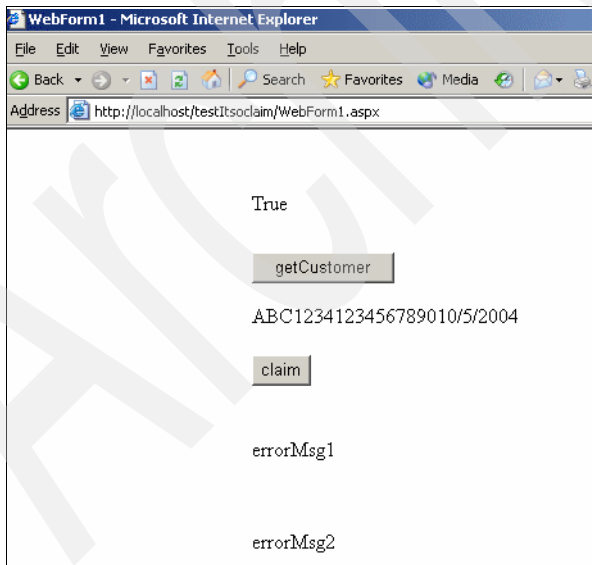 WebForm1 - Microsoft Internet Explorer
File Edit View Favorites Tools Help
Back Search Favorites Media
Address http://localhost/testItsoclaim/WebForm1.aspx
True
getCustomer
ABC1234123456789010/5/2004
claim
errorMsg1
errorMsg2